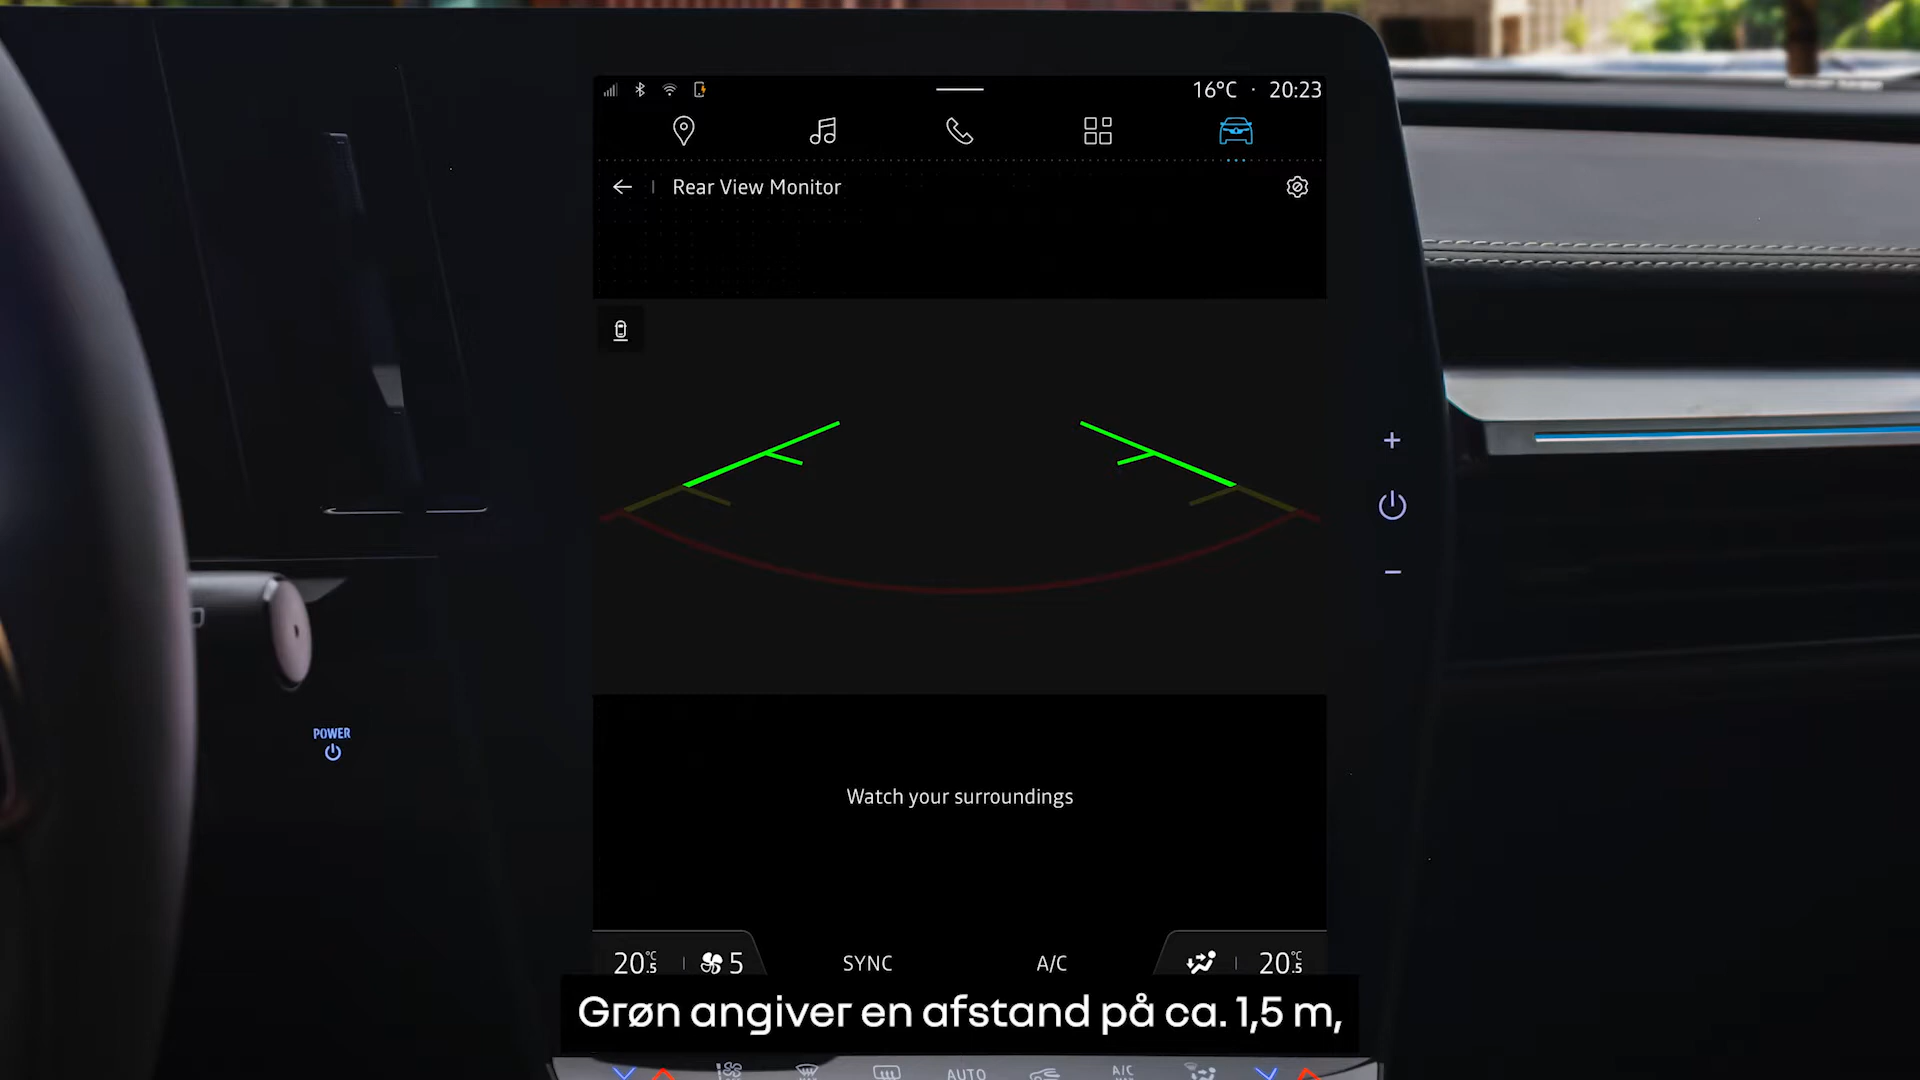 16°C · 20:23
Rear View Monitor
POWER
Watch your surroundings
20.5°C 5 SYNC A/C 20.5°C
Grøn angiver en afstand på ca. 1,5 m,
AUTO A/C